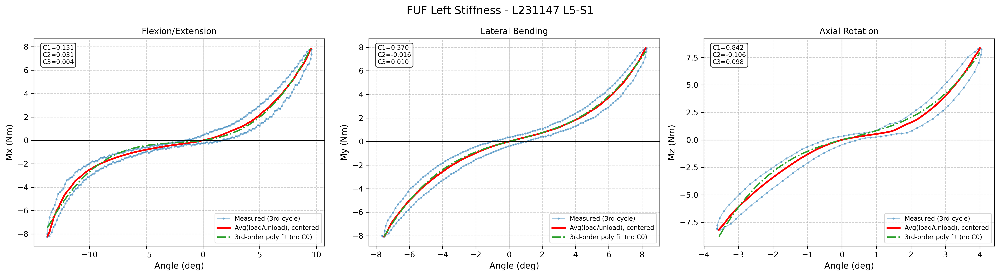 FUF Left Stiffness - L231147 L5-S1
Flexion/Extension
C1=0.131
C2=0.031
C3=0.004
8
6
4
2
0
−2
−4
−6
−8
Mx (Nm)
Measured (3rd cycle)
Avg(load/unload), centered
3rd-order poly fit (no C0)
−10
−5
0
5
10
Angle (deg)
Lateral Bending
C1=0.370
C2=-0.016
C3=0.010
8
6
4
2
0
−2
−4
−6
−8
My (Nm)
Measured (3rd cycle)
Avg(load/unload), centered
3rd-order poly fit (no C0)
−8
−6
−4
−2
0
2
4
6
8
Angle (deg)
Axial Rotation
C1=0.842
C2=-0.106
C3=0.098
7.5
5.0
2.5
0.0
−2.5
−5.0
−7.5
Mz (Nm)
Measured (3rd cycle)
Avg(load/unload), centered
3rd-order poly fit (no C0)
−4
−3
−2
−1
0
1
2
3
4
Angle (deg)